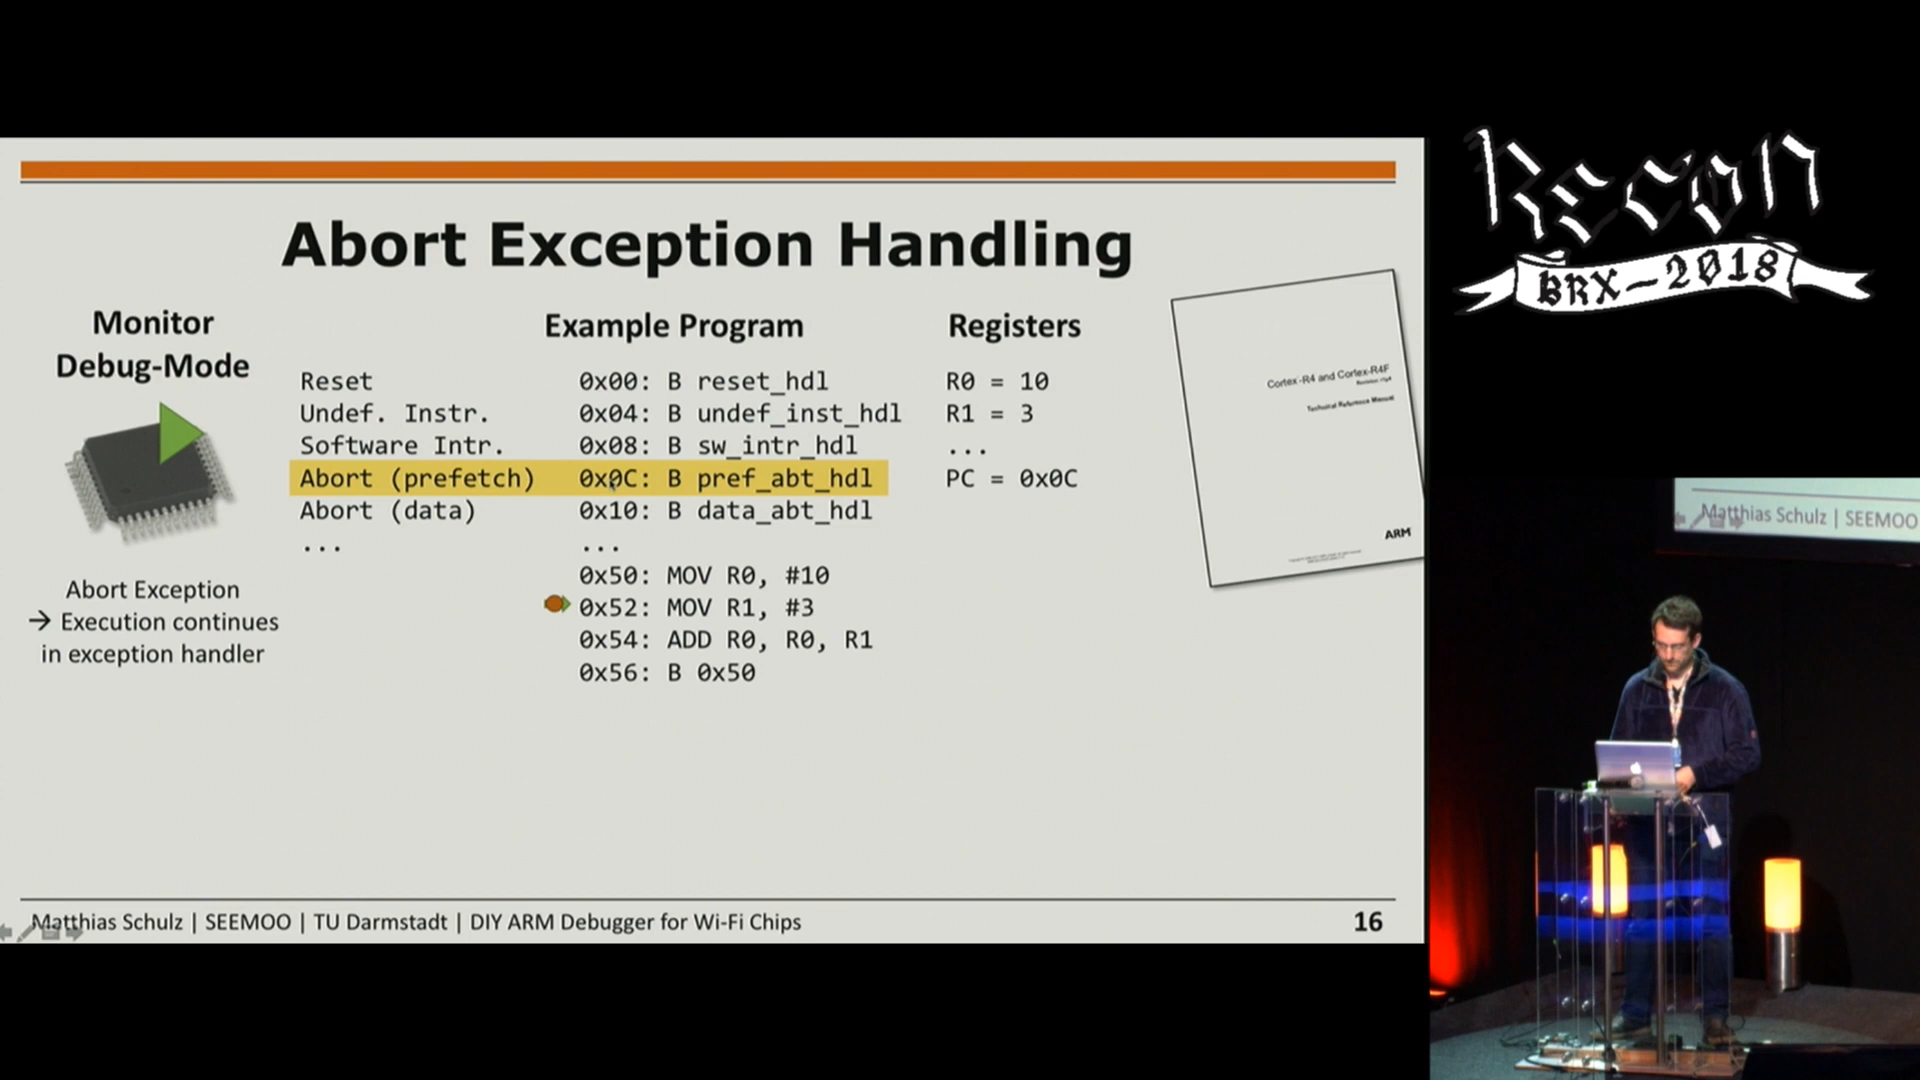 Abort Exception Handling
Monitor
Debug-Mode
Example Program
Registers
Reset 0x00: B reset_hdl R0 = 10
Undef. Instr. 0x04: B undef_inst_hdl R1 = 3
Software Intr. 0x08: B sw_intr_hdl ...
Abort (prefetch) 0x0C: B pref_abt_hdl PC = 0x0C
Abort (data) 0x10: B data_abt_hdl
... ...
0x50: MOV R0, #10
0x52: MOV R1, #3
0x54: ADD R0, R0, R1
0x56: B 0x50
Abort Exception
→ Execution continues
in exception handler
Cortex-R4 and Cortex-R4F
Technical Reference Manual
ARM
Matthias Schulz | SEEMOO | TU Darmstadt | DIY ARM Debugger for Wi-Fi Chips
16
Recon
BRX-2018
Matthias Schulz | SEEMOO